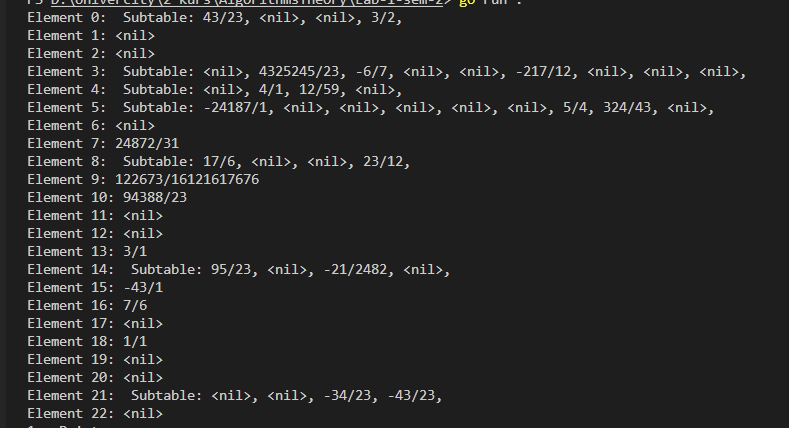 PS D:\University\2 kurs\AlgorithmsTheory\Lab-1-sem-2> go run .
Element 0:  Subtable: 43/23, <nil>, <nil>, 3/2,
Element 1: <nil>
Element 2: <nil>
Element 3:  Subtable: <nil>, 4325245/23, -6/7, <nil>, <nil>, -217/12, <nil>, <nil>, <nil>,
Element 4:  Subtable: <nil>, 4/1, 12/59, <nil>,
Element 5:  Subtable: -24187/1, <nil>, <nil>, <nil>, <nil>, <nil>, 5/4, 324/43, <nil>,
Element 6: <nil>
Element 7: 24872/31
Element 8:  Subtable: 17/6, <nil>, <nil>, 23/12,
Element 9: 122673/16121617676
Element 10: 94388/23
Element 11: <nil>
Element 12: <nil>
Element 13: 3/1
Element 14:  Subtable: 95/23, <nil>, -21/2482, <nil>,
Element 15: -43/1
Element 16: 7/6
Element 17: <nil>
Element 18: 1/1
Element 19: <nil>
Element 20: <nil>
Element 21:  Subtable: <nil>, <nil>, -34/23, -43/23,
Element 22: <nil>